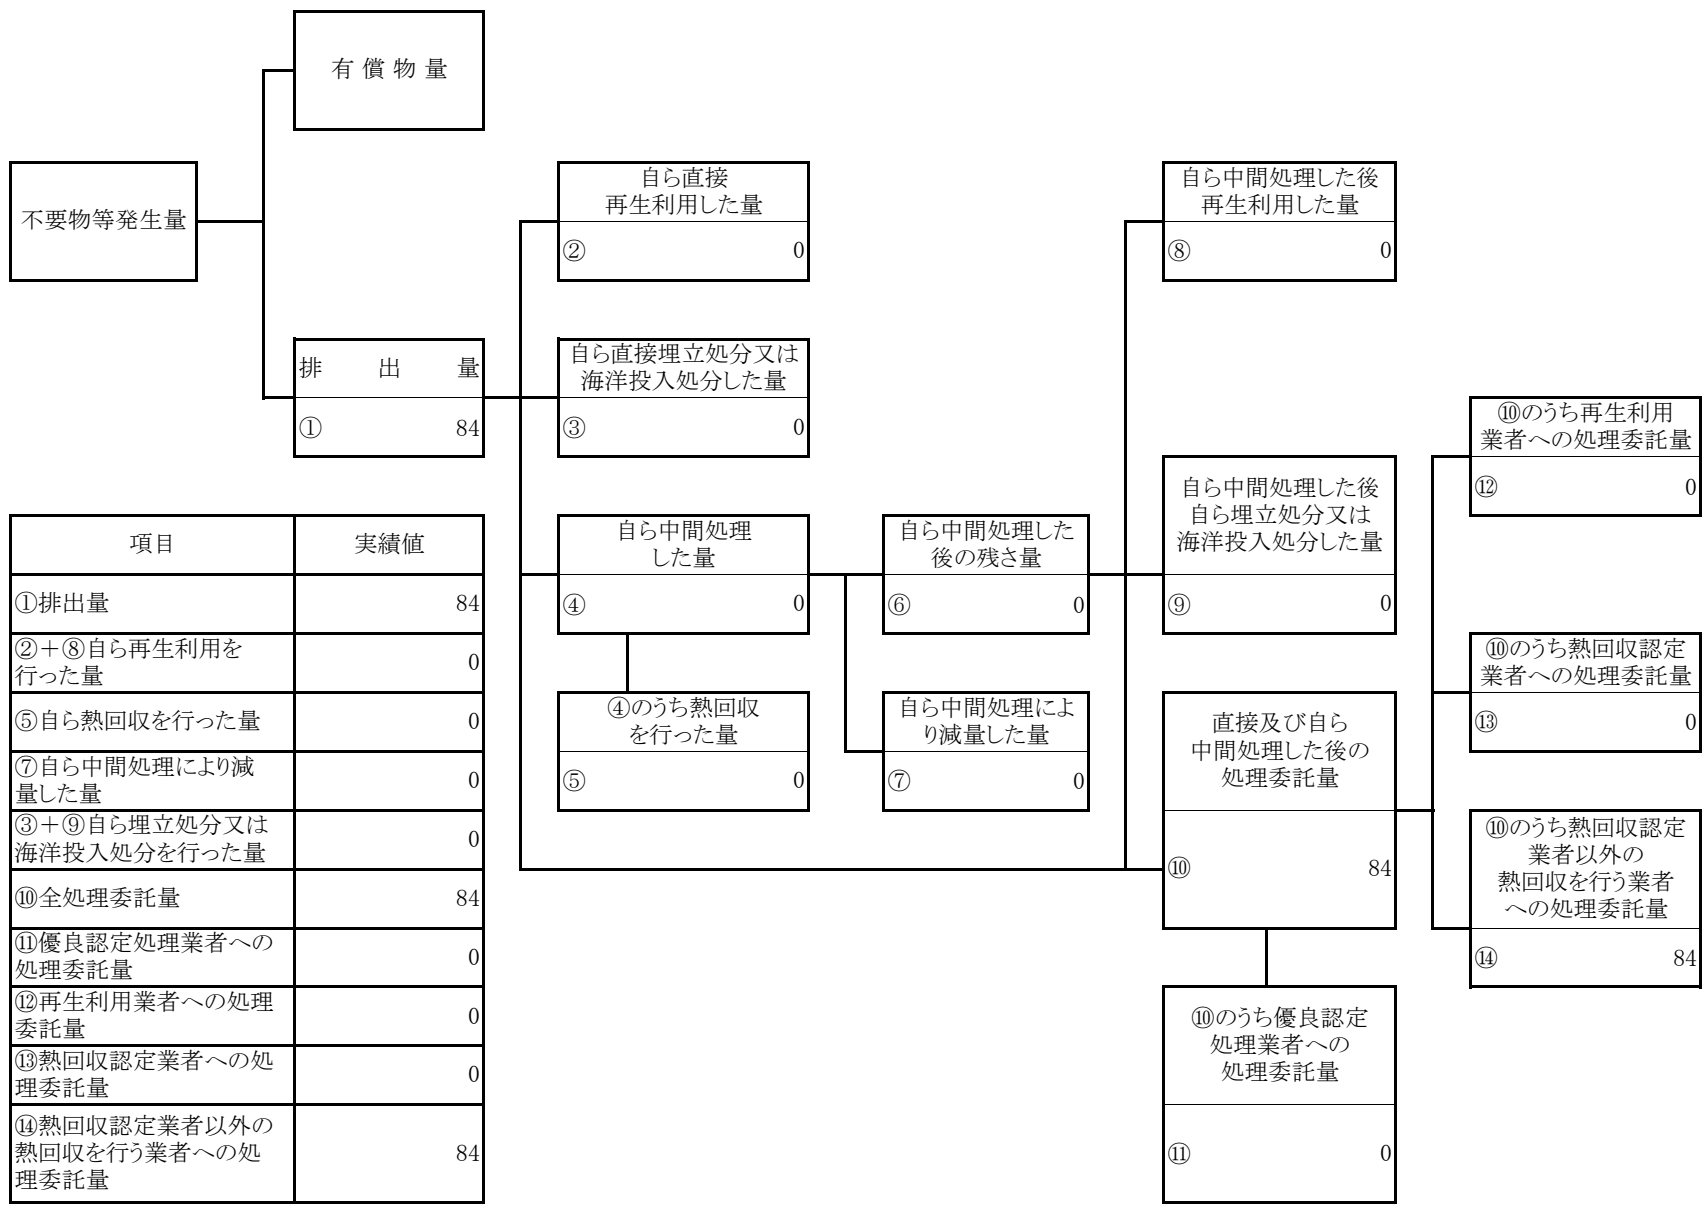 有償物量
不要物等発生量
自ら直接
再生利用した量
② 0
自ら中間処理した後
再生利用した量
⑧ 0
排出量
① 84
自ら直接埋立処分又は
海洋投入処分した量
③ 0
⑩のうち再生利用
業者への処理委託量
⑫ 0
自ら中間処理した後
自ら埋立処分又は
海洋投入処分した量
⑨ 0
自ら中間処理
した量
④ 0
自ら中間処理した
後の残さ量
⑥ 0
⑩のうち熱回収認定
業者への処理委託量
⑬ 0
④のうち熱回収
を行った量
⑤ 0
自ら中間処理によ
り減量した量
⑦ 0
直接及び自ら
中間処理した後の
処理委託量
⑩ 84
⑩のうち熱回収認定
業者以外の
熱回収を行う業者
への処理委託量
⑭ 84
⑩のうち優良認定
処理業者への
処理委託量
⑪ 0
項目 実績値
①排出量 84
②+⑧自ら再生利用を
行った量 0
⑤自ら熱回収を行った量 0
⑦自ら中間処理により減
量した量 0
③+⑨自ら埋立処分又は
海洋投入処分を行った量 0
⑩全処理委託量 84
⑪優良認定処理業者への
処理委託量 0
⑫再生利用業者への処理
委託量 0
⑬熱回収認定業者への処
理委託量 0
⑭熱回収認定業者以外の
熱回収を行う業者への処
理委託量 84